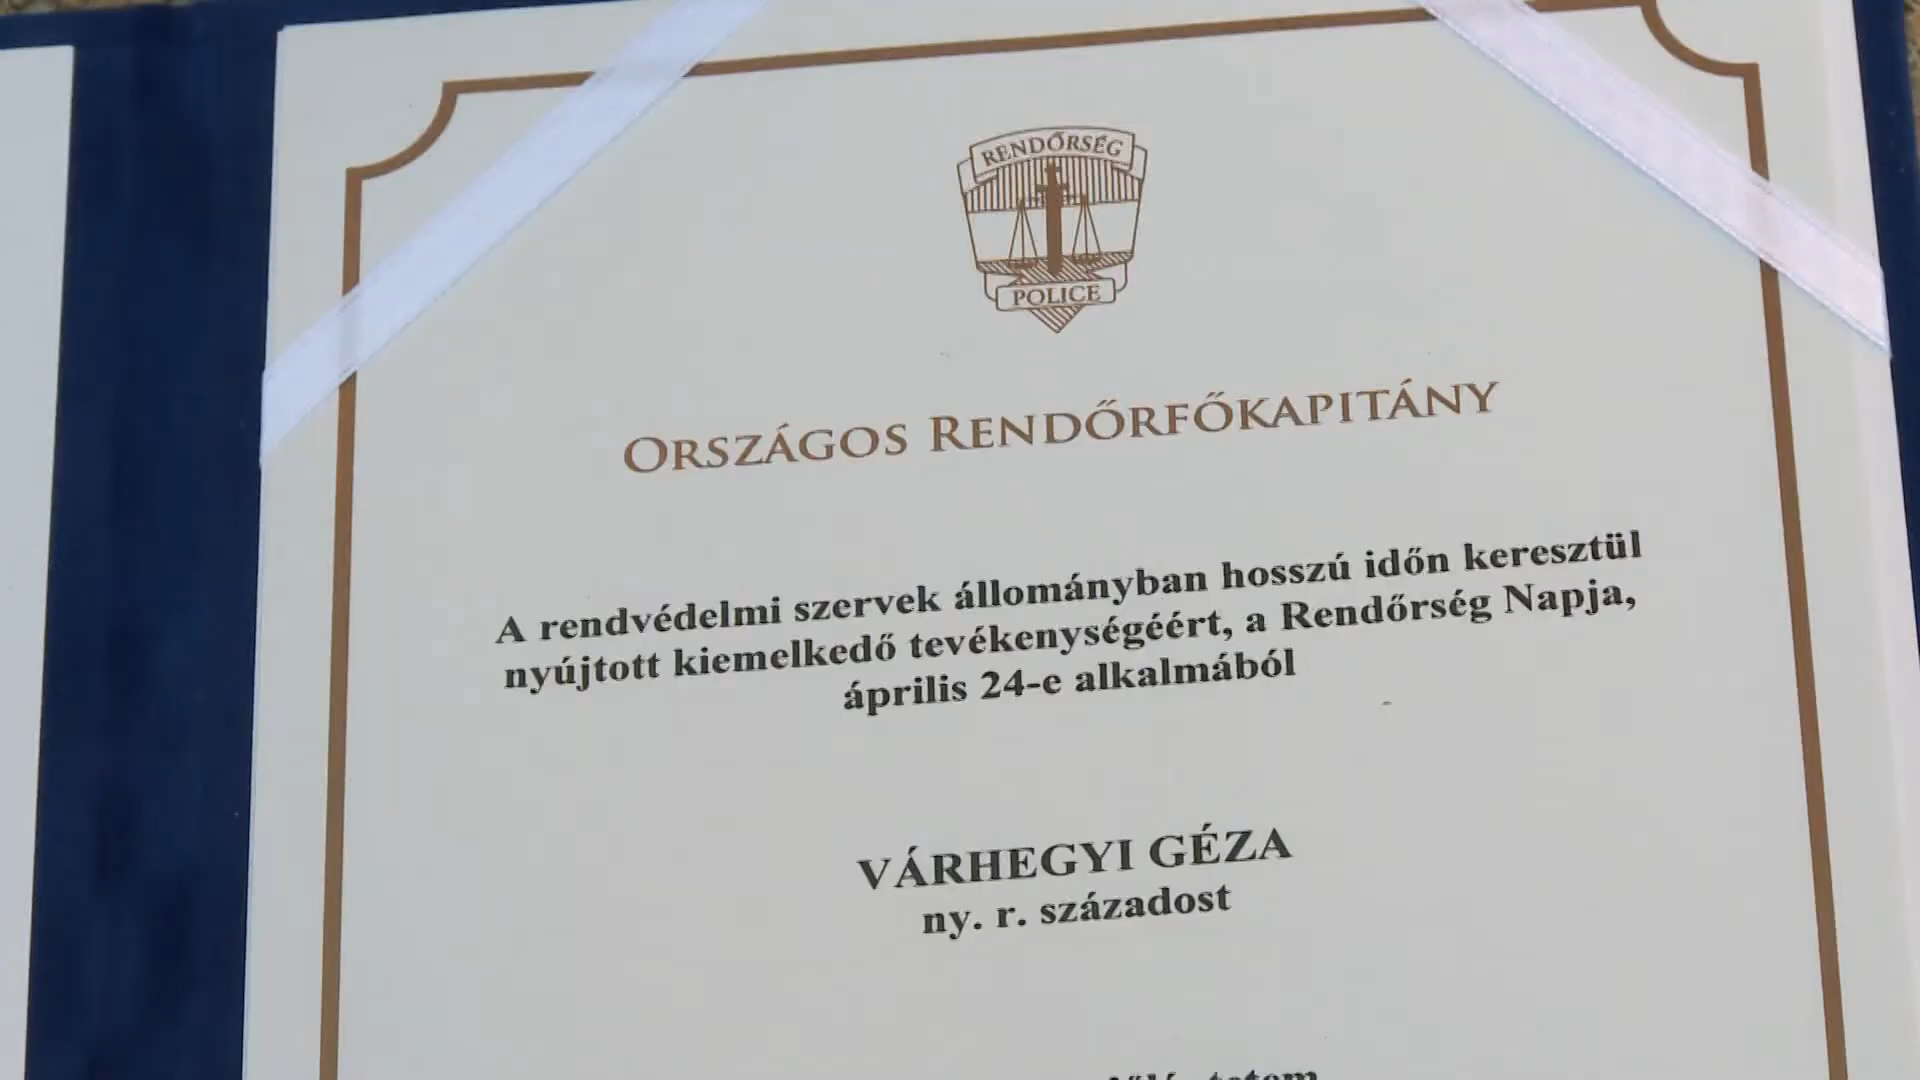 RENDŐRSÉG
POLICE
ORSZÁGOS RENDŐRFŐKAPITÁNY
A rendvédelmi szervek állományban hosszú időn keresztül
nyújtott kiemelkedő tevékenységéért, a Rendőrség Napja,
április 24-e alkalmából
VÁRHEGYI GÉZA
ny. r. századost